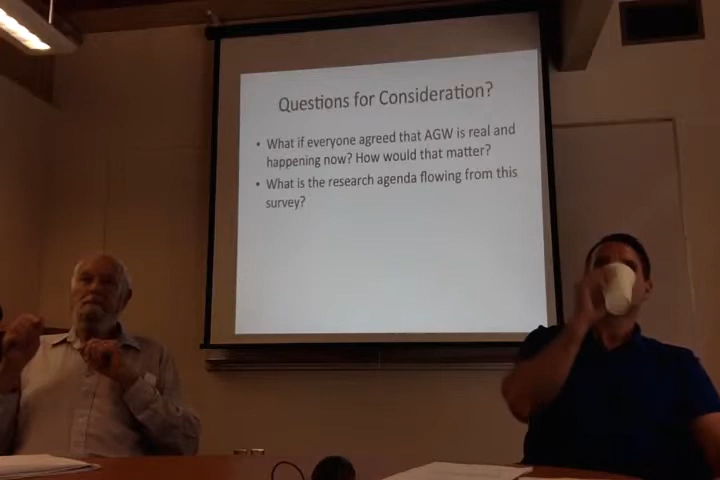 Questions for Consideration?
• What if everyone agreed that AGW is real and
happening now? How would that matter?
• What is the research agenda flowing from this
survey?